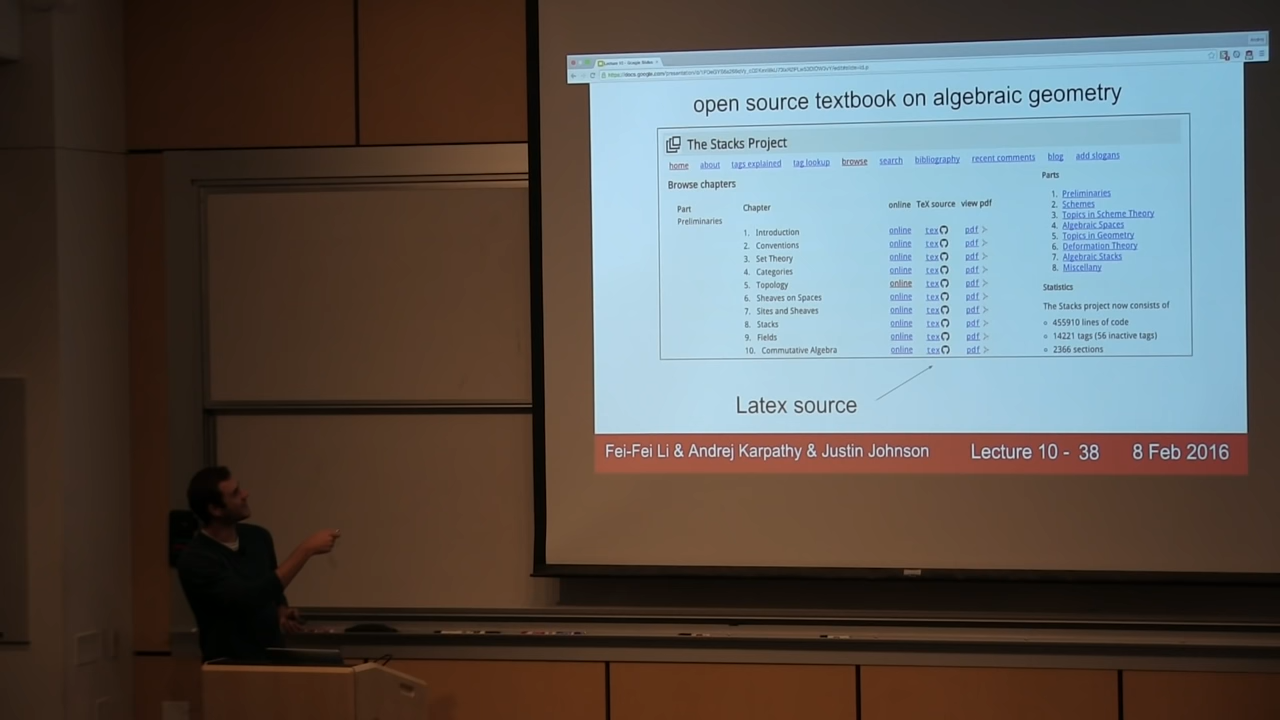 Lecture 10 - Google Slides
open source textbook on algebraic geometry
The Stacks Project
home about tags explained tag lookup browse search bibliography recent comments blog add slogans
Browse chapters
Part Chapter online TeX source view pdf
Preliminaries
1. Introduction online tex pdf >
2. Conventions online tex pdf >
3. Set Theory online tex pdf >
4. Categories online tex pdf >
5. Topology online tex pdf >
6. Sheaves on Spaces online tex pdf >
7. Sites and Sheaves online tex pdf >
8. Stacks online tex pdf >
9. Fields online tex pdf >
10. Commutative Algebra online tex pdf >
Parts
1. Preliminaries
2. Schemes
3. Topics in Scheme Theory
4. Algebraic Spaces
5. Topics in Geometry
6. Deformation Theory
7. Algebraic Stacks
8. Miscellany
Statistics
The Stacks project now consists of
455910 lines of code
14221 tags (56 inactive tags)
2366 sections
Latex source
Fei-Fei Li & Andrej Karpathy & Justin Johnson Lecture 10 - 38 8 Feb 2016